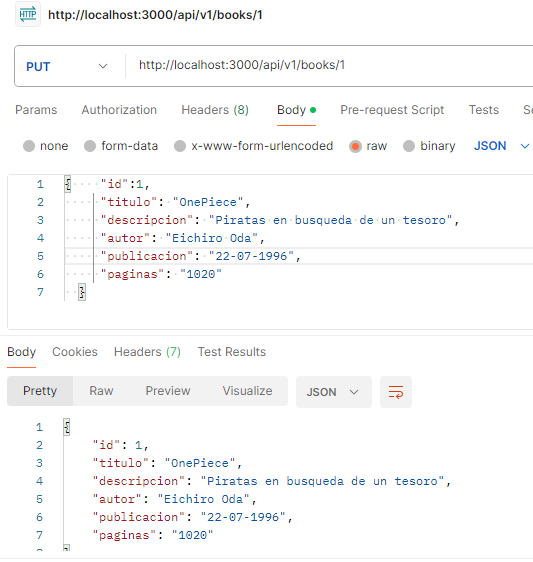 HTTP http://localhost:3000/api/v1/books/1
PUT http://localhost:3000/api/v1/books/1
Params Authorization Headers (8) Body Pre-request Script Tests Se
none form-data x-www-form-urlencoded raw binary JSON
1 { "id":1,
2 "titulo": "OnePiece",
3 "descripcion": "Piratas en busqueda de un tesoro",
4 "autor": "Eichiro Oda",
5 "publicacion": "22-07-1996",
6 "paginas": "1020"
7 }
Body Cookies Headers (7) Test Results
Pretty Raw Preview Visualize JSON
1 {
2 "id": 1,
3 "titulo": "OnePiece",
4 "descripcion": "Piratas en busqueda de un tesoro",
5 "autor": "Eichiro Oda",
6 "publicacion": "22-07-1996",
7 "paginas": "1020"
8 }